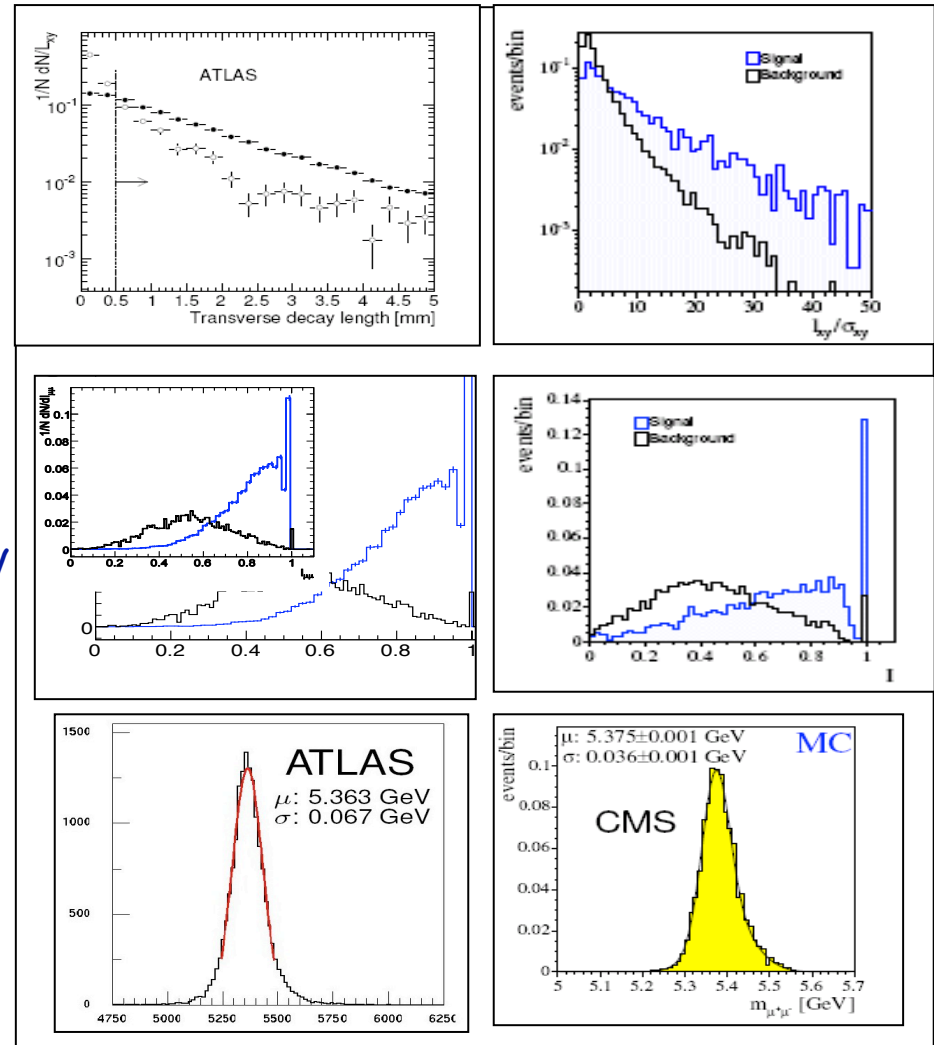 1/N dN/L_xy
ATLAS
10^-1
10^-2
10^-3
0 0.5 1 1.5 2 2.5 3 3.5 4 4.5 5
Transverse decay length [mm]
events/bin
Signal
Background
10^-1
10^-2
10^-3
0 10 20 30 40 50
l_xy/σ_xy
1/N dN/dI_μμ
0.1
0.08
0.06
0.04
0.02
0
0 0.2 0.4 0.6 0.8 1
I_μμ
0
0 0.2 0.4 0.6 0.8 1
events/bin
Signal
Background
0.14
0.12
0.1
0.08
0.06
0.04
0.02
0
0 0.2 0.4 0.6 0.8 1
I
1500
1000
500
0
ATLAS
μ: 5.363 GeV
σ: 0.067 GeV
4750 5000 5250 5500 5750 6000 6250
events/bin
μ: 5.375±0.001 GeV
σ: 0.036±0.001 GeV
MC
CMS
0.1
0.08
0.06
0.04
0.02
0
5 5.1 5.2 5.3 5.4 5.5 5.6 5.7
m_μ+μ- [GeV]